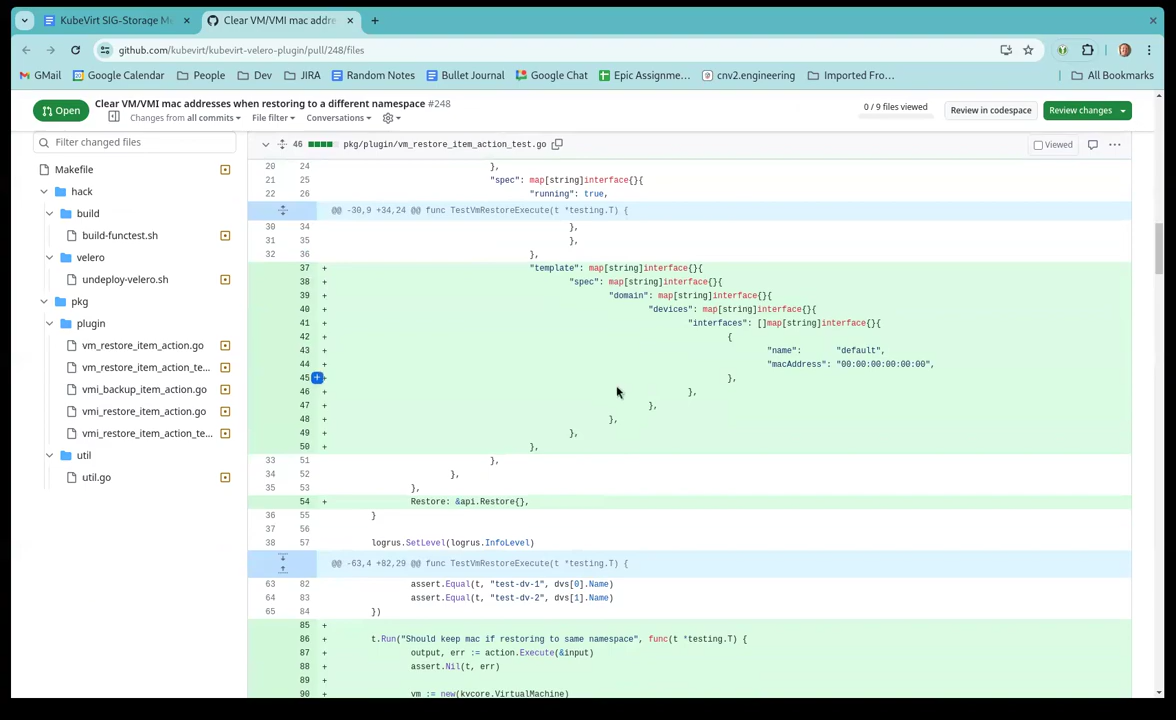 KubeVirt SIG-Storage Me
Clear VM/VMI mac addre
github.com/kubevirt/kubevirt-velero-plugin/pull/248/files
GMail
Google Calendar
People
Dev
JIRA
Random Notes
Bullet Journal
Google Chat
Epic Assignme...
cnv2.engineering
Imported Fro...
All Bookmarks
Open
Clear VM/VMI mac addresses when restoring to a different namespace #248
Changes from all commits
File filter
Conversations
0 / 9 files viewed
Review in codespace
Review changes
Filter changed files
Makefile
hack
build
build-functest.sh
velero
undeploy-velero.sh
pkg
plugin
vm_restore_item_action.go
vm_restore_item_action_te...
vmi_backup_item_action.go
vmi_restore_item_action.go
vmi_restore_item_action_te...
util
util.go
46 pkg/plugin/vm_restore_item_action_test.go
Viewed
20 24 },
21 25 "spec": map[string]interface{}{
22 26 "running": true,
@@ -30,9 +34,24 @@ func TestVmRestoreExecute(t *testing.T) {
30 34 },
31 35 },
32 36 },
37 + "template": map[string]interface{}{
38 + "spec": map[string]interface{}{
39 + "domain": map[string]interface{}{
40 + "devices": map[string]interface{}{
41 + "interfaces": []map[string]interface{}{
42 + {
43 + "name": "default",
44 + "macAddress": "00:00:00:00:00:00",
45 + },
46 + },
47 + },
48 + },
49 + },
50 + },
33 51 },
34 52 },
35 53 },
54 + Restore: &api.Restore{},
36 55 }
37 56
38 57 logrus.SetLevel(logrus.InfoLevel)
@@ -63,4 +82,29 @@ func TestVmRestoreExecute(t *testing.T) {
63 82 assert.Equal(t, "test-dv-1", dvs[0].Name)
64 83 assert.Equal(t, "test-dv-2", dvs[1].Name)
65 84 })
85 +
86 + t.Run("Should keep mac if restoring to same namespace", func(t *testing.T) {
87 + output, err := action.Execute(&input)
88 + assert.Nil(t, err)
89 +
90 + vm := new(kvcore.VirtualMachine)